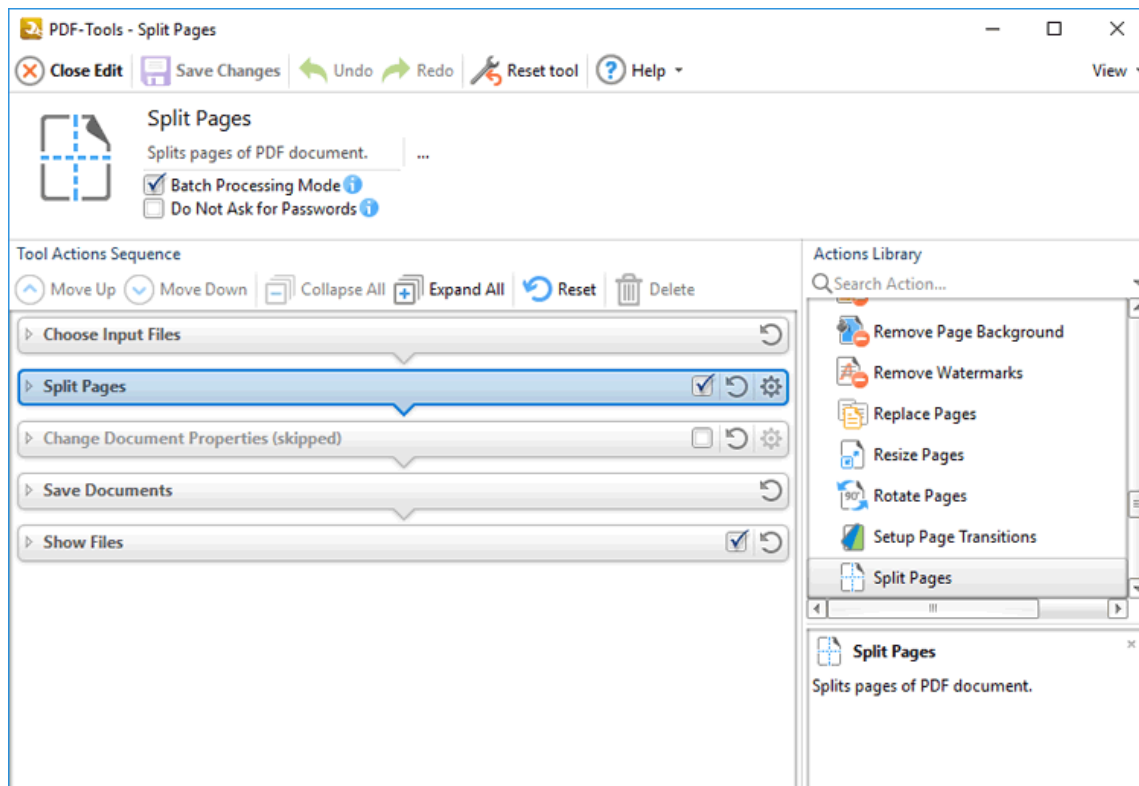 PDF-Tools - Split Pages
Close Edit Save Changes Undo Redo Reset tool ? Help View
Split Pages
Splits pages of PDF document. ...
Batch Processing Mode i
Do Not Ask for Passwords i
Tool Actions Sequence
Move Up Move Down Collapse All Expand All Reset Delete
Choose Input Files
Split Pages
Change Document Properties (skipped)
Save Documents
Show Files
Actions Library
Search Action...
Remove Page Background
Remove Watermarks
Replace Pages
Resize Pages
90° Rotate Pages
Setup Page Transitions
Split Pages
Split Pages
Splits pages of PDF document.